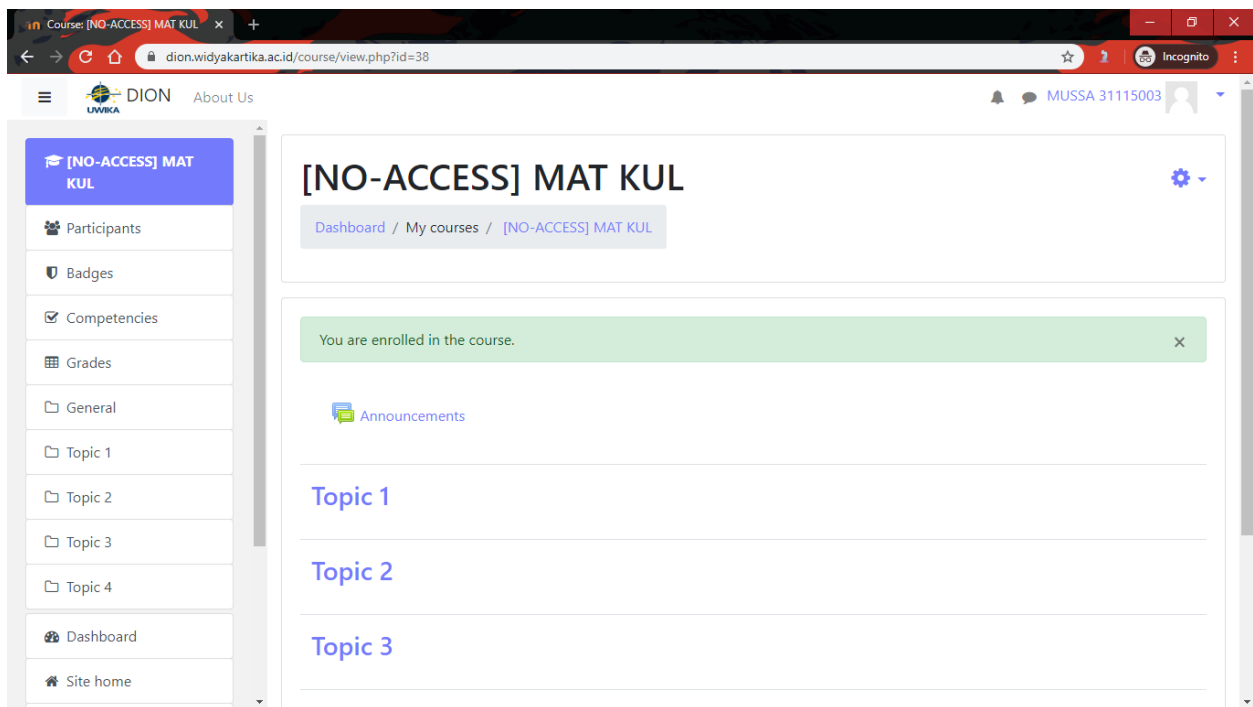 Course: [NO-ACCESS] MAT KUL
dion.widyakartika.ac.id/course/view.php?id=38
Incognito
UWIKA
DION
About Us
MUSSA 31115003
[NO-ACCESS] MAT
KUL
Participants
Badges
Competencies
Grades
General
Topic 1
Topic 2
Topic 3
Topic 4
Dashboard
Site home
[NO-ACCESS] MAT KUL
Dashboard / My courses / [NO-ACCESS] MAT KUL
You are enrolled in the course.
Announcements
Topic 1
Topic 2
Topic 3